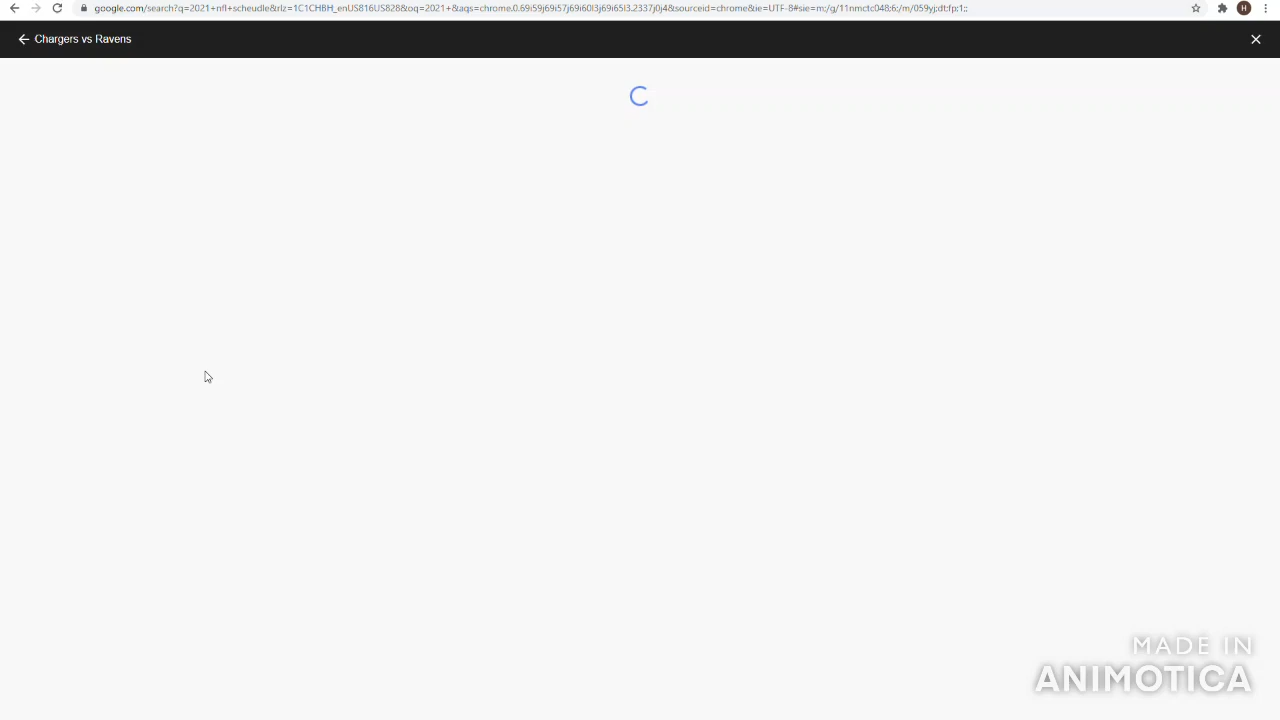 google.com/search?q=2021+nfl+scheudle&rlz=1C1CHBH_enUS816US828&oq=2021+&aqs=chrome.0.69i59j69i57j69i60l3j69i65l3.2337j0j4&sourceid=chrome&ie=UTF-8#sie=m;/g/11nmctc048;6;/m/059yj;dt;fp;1;;
H
Chargers vs Ravens
MADE IN
ANIMOTICA